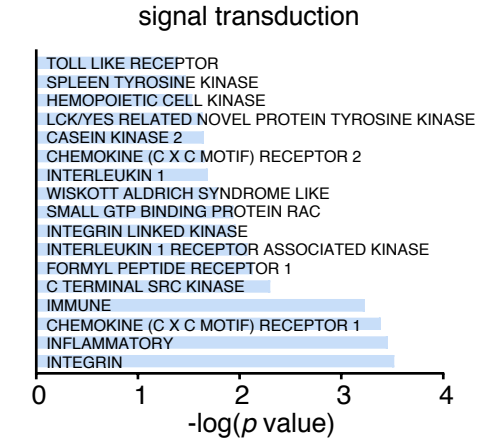 signal transduction
TOLL LIKE RECEPTOR
SPLEEN TYROSINE KINASE
HEMOPOIETIC CELL KINASE
LCK/YES RELATED NOVEL PROTEIN TYROSINE KINASE
CASEIN KINASE 2
CHEMOKINE (C X C MOTIF) RECEPTOR 2
INTERLEUKIN 1
WISKOTT ALDRICH SYNDROME LIKE
SMALL GTP BINDING PROTEIN RAC
INTEGRIN LINKED KINASE
INTERLEUKIN 1 RECEPTOR ASSOCIATED KINASE
FORMYL PEPTIDE RECEPTOR 1
C TERMINAL SRC KINASE
IMMUNE
CHEMOKINE (C X C MOTIF) RECEPTOR 1
INFLAMMATORY
INTEGRIN
0 1 2 3 4
-log(p value)